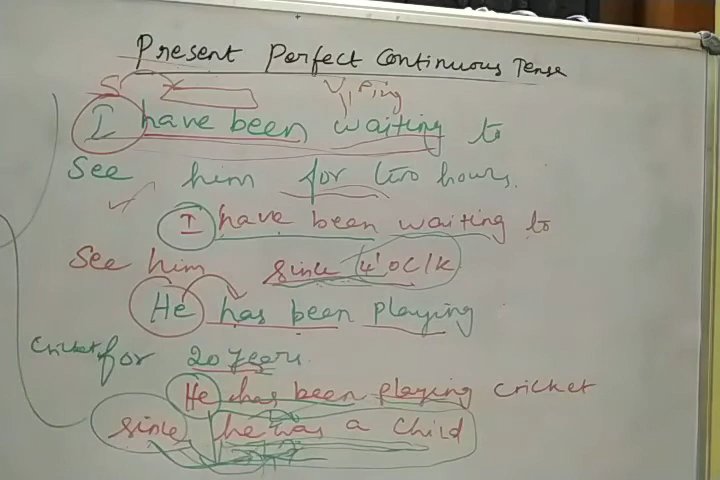 Present Perfect Continuous Tense
S V+ing
I have been waiting to
See him for two hours.
I have been waiting to
See him since 4' oclk
He has been playing
Cricket for 20 years.
He has been playing cricket
since he was a child